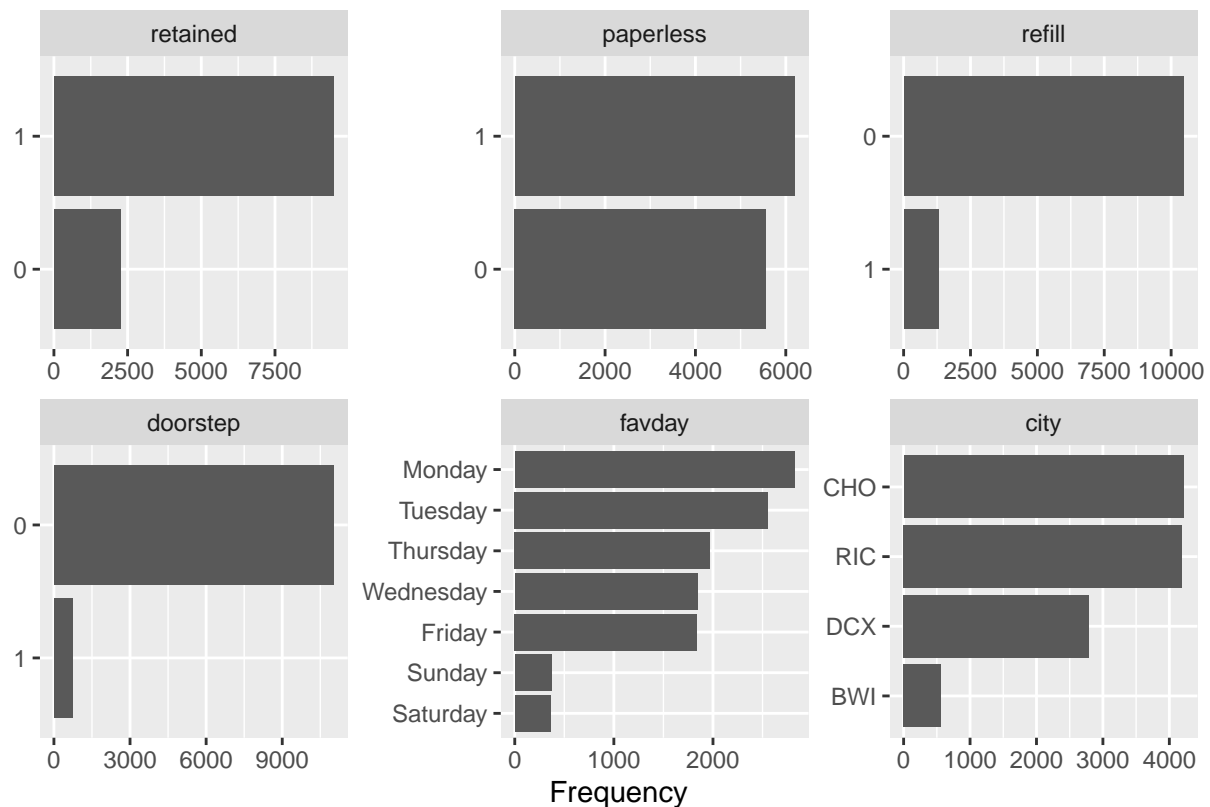 retained
paperless
refill
1
0
0 2500 5000 7500
1
0
0 2000 4000 6000
0
1
0 2500 5000 7500 10000
doorstep
favday
city
0
1
0 3000 6000 9000
Monday
Tuesday
Thursday
Wednesday
Friday
Sunday
Saturday
0 1000 2000
CHO
RIC
DCX
BWI
0 1000 2000 3000 4000
Frequency